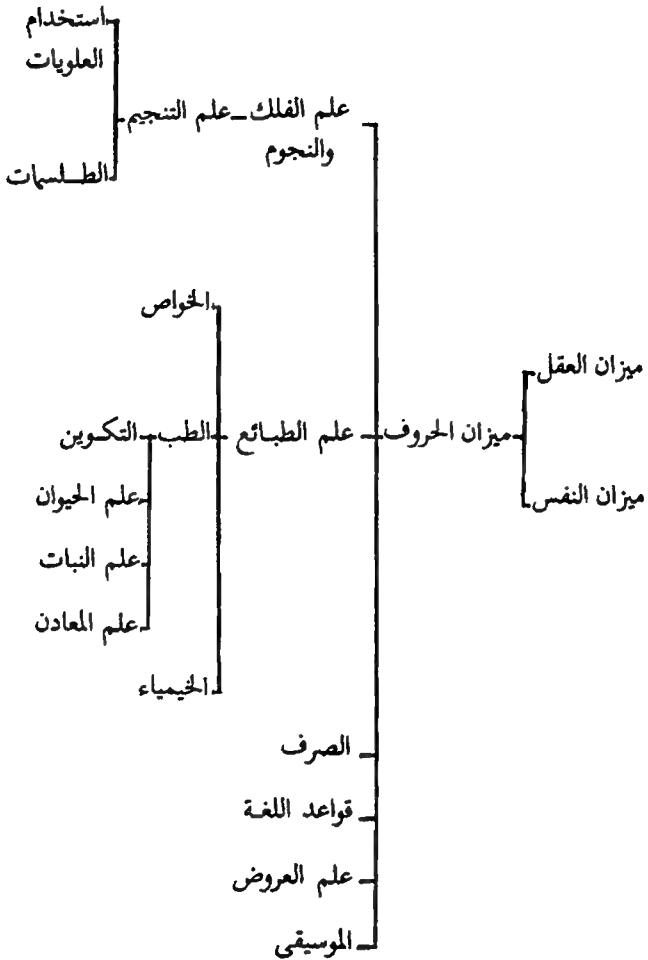 استخدام
العلويات
علم الفلك - علم التنجيم
والنجوم
الطلسمات
الخواص
ميزان العقل
ميزان الحروف علم الطبائع الطب التكوين
علم الحيوان
ميزان النفس
علم النبات
علم المعادن
الخيمياء
الصرف
قواعد اللغة
علم العروض
الموسيقى